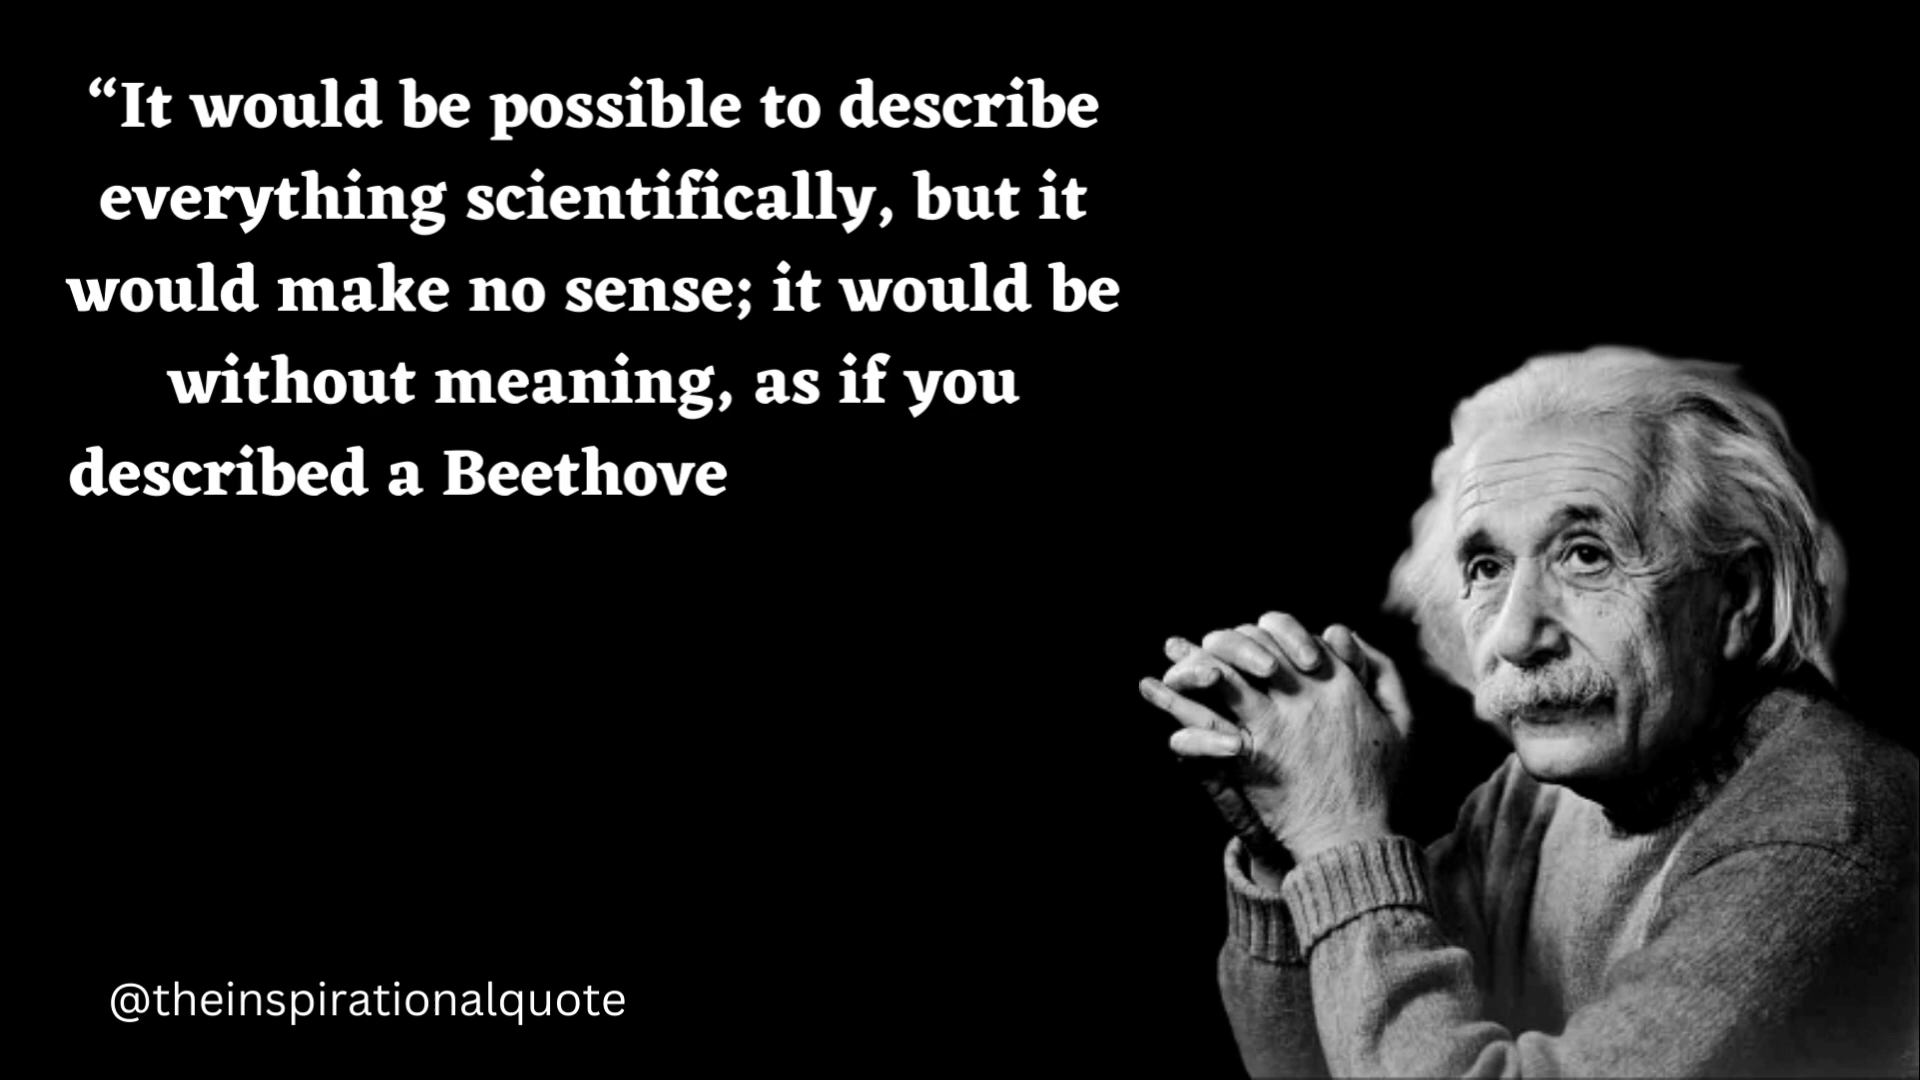 “It would be possible to describe
everything scientifically, but it
would make no sense; it would be
without meaning, as if you
described a Beethove
@theinspirationalquote